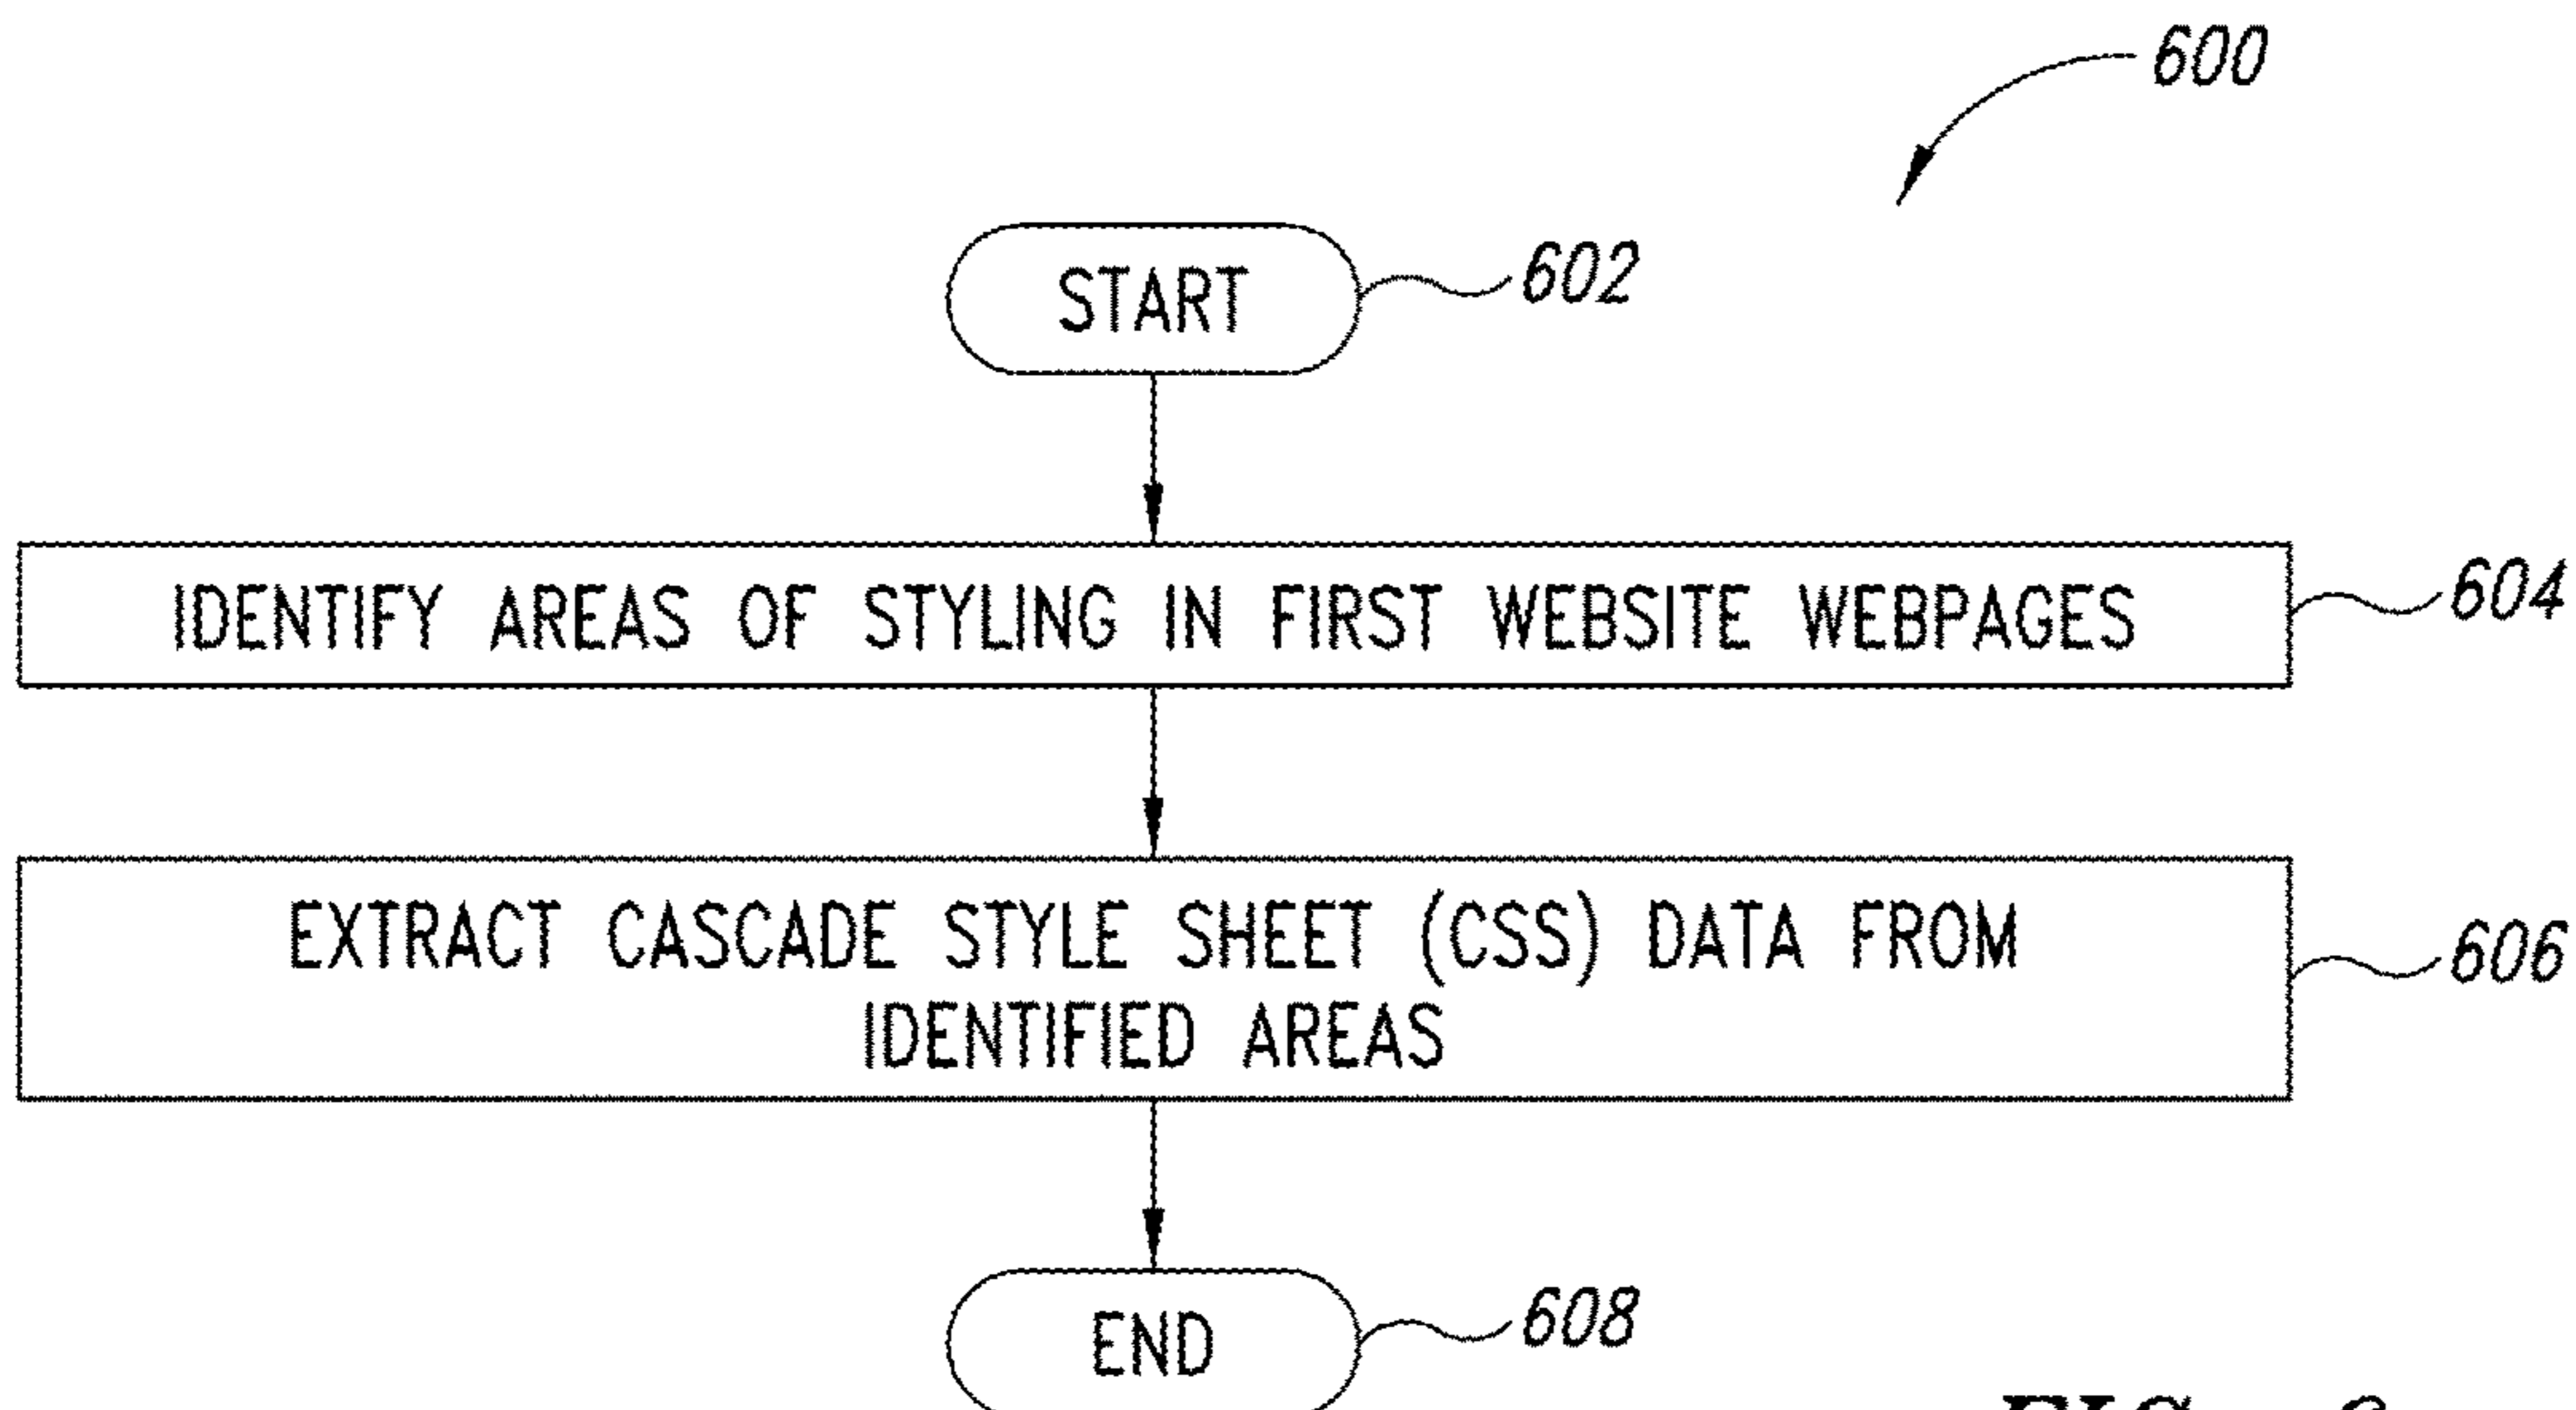 600
START
602
IDENTIFY AREAS OF STYLING IN FIRST WEBSITE WEBPAGES
604
EXTRACT CASCADE STYLE SHEET (CSS) DATA FROM
IDENTIFIED AREAS
606
END
608